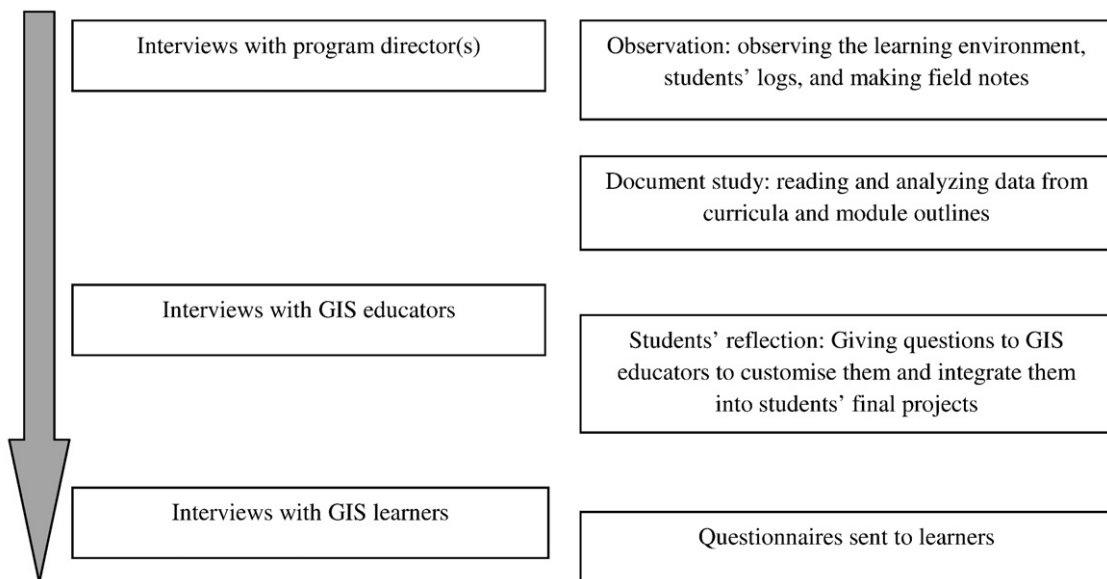 Interviews with program director(s)
Observation: observing the learning environment,
students’ logs, and making field notes
Document study: reading and analyzing data from
curricula and module outlines
Interviews with GIS educators
Students’ reflection: Giving questions to GIS
educators to customise them and integrate them
into students’ final projects
Interviews with GIS learners
Questionnaires sent to learners